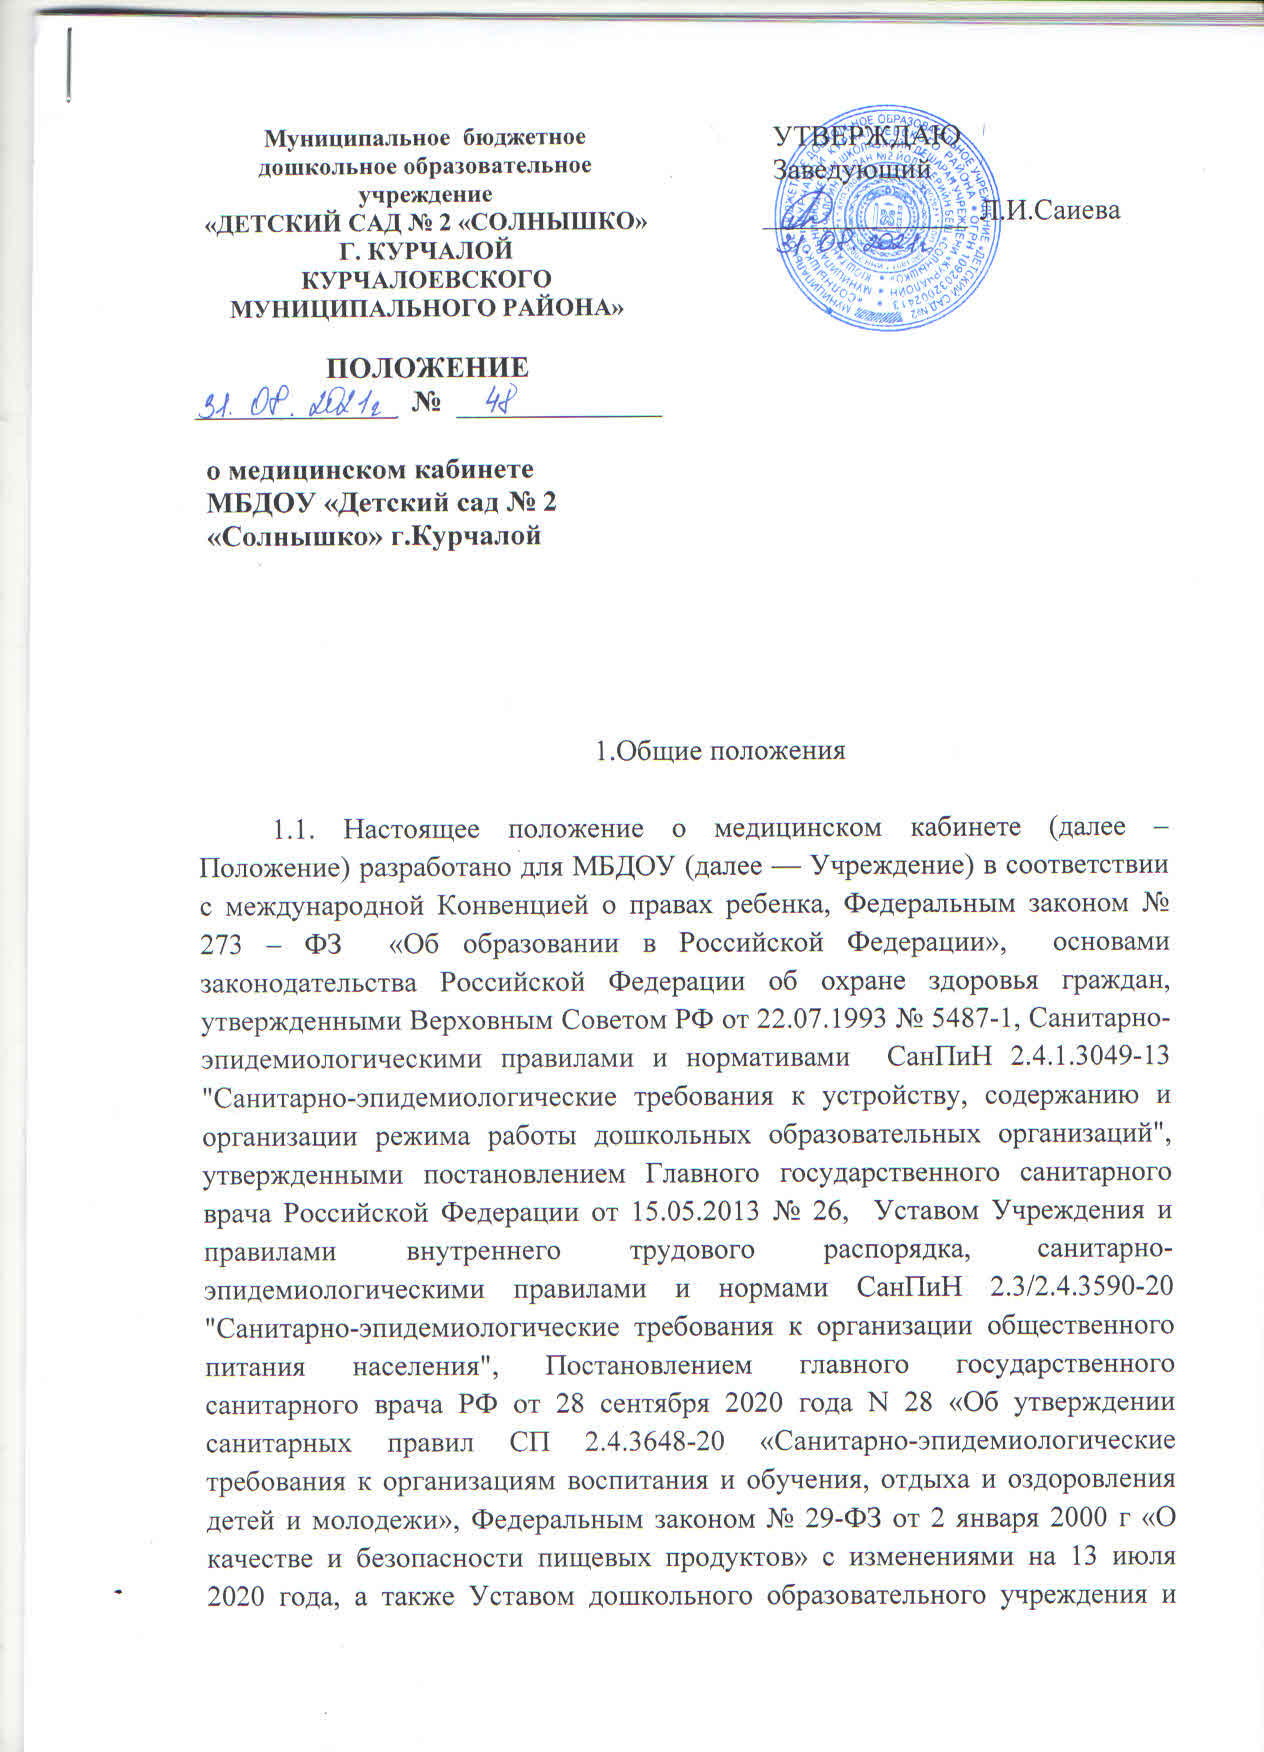 Муниципальное бюджетное
дошкольное образовательное
учреждение
«ДЕТСКИЙ САД № 2 «СОЛНЫШКО»
Г. КУРЧАЛОЙ
КУРЧАЛОЕВСКОГО
МУНИЦИПАЛЬНОГО РАЙОНА»
УТВЕРЖДАЮ
Заведующий
Л.И.Саиева
31. 08. 2021г
ПОЛОЖЕНИЕ
31. 08. 2021г № 48
о медицинском кабинете
МБДОУ «Детский сад № 2
«Солнышко» г.Курчалой
1.Общие положения
1.1. Настоящее положение о медицинском кабинете (далее –
Положение) разработано для МБДОУ (далее — Учреждение) в соответствии
с международной Конвенцией о правах ребенка, Федеральным законом №
273 – ФЗ «Об образовании в Российской Федерации», основами
законодательства Российской Федерации об охране здоровья граждан,
утвержденными Верховным Советом РФ от 22.07.1993 № 5487-1, Санитарно-
эпидемиологическими правилами и нормативами СанПиН 2.4.1.3049-13
"Санитарно-эпидемиологические требования к устройству, содержанию и
организации режима работы дошкольных образовательных организаций",
утвержденными постановлением Главного государственного санитарного
врача Российской Федерации от 15.05.2013 № 26, Уставом Учреждения и
правилами внутреннего трудового распорядка, санитарно-
эпидемиологическими правилами и нормами СанПиН 2.3/2.4.3590-20
"Санитарно-эпидемиологические требования к организации общественного
питания населения", Постановлением главного государственного
санитарного врача РФ от 28 сентября 2020 года N 28 «Об утверждении
санитарных правил СП 2.4.3648-20 «Санитарно-эпидемиологические
требования к организациям воспитания и обучения, отдыха и оздоровления
детей и молодежи», Федеральным законом № 29-ФЗ от 2 января 2000 г «О
качестве и безопасности пищевых продуктов» с изменениями на 13 июля
2020 года, а также Уставом дошкольного образовательного учреждения и